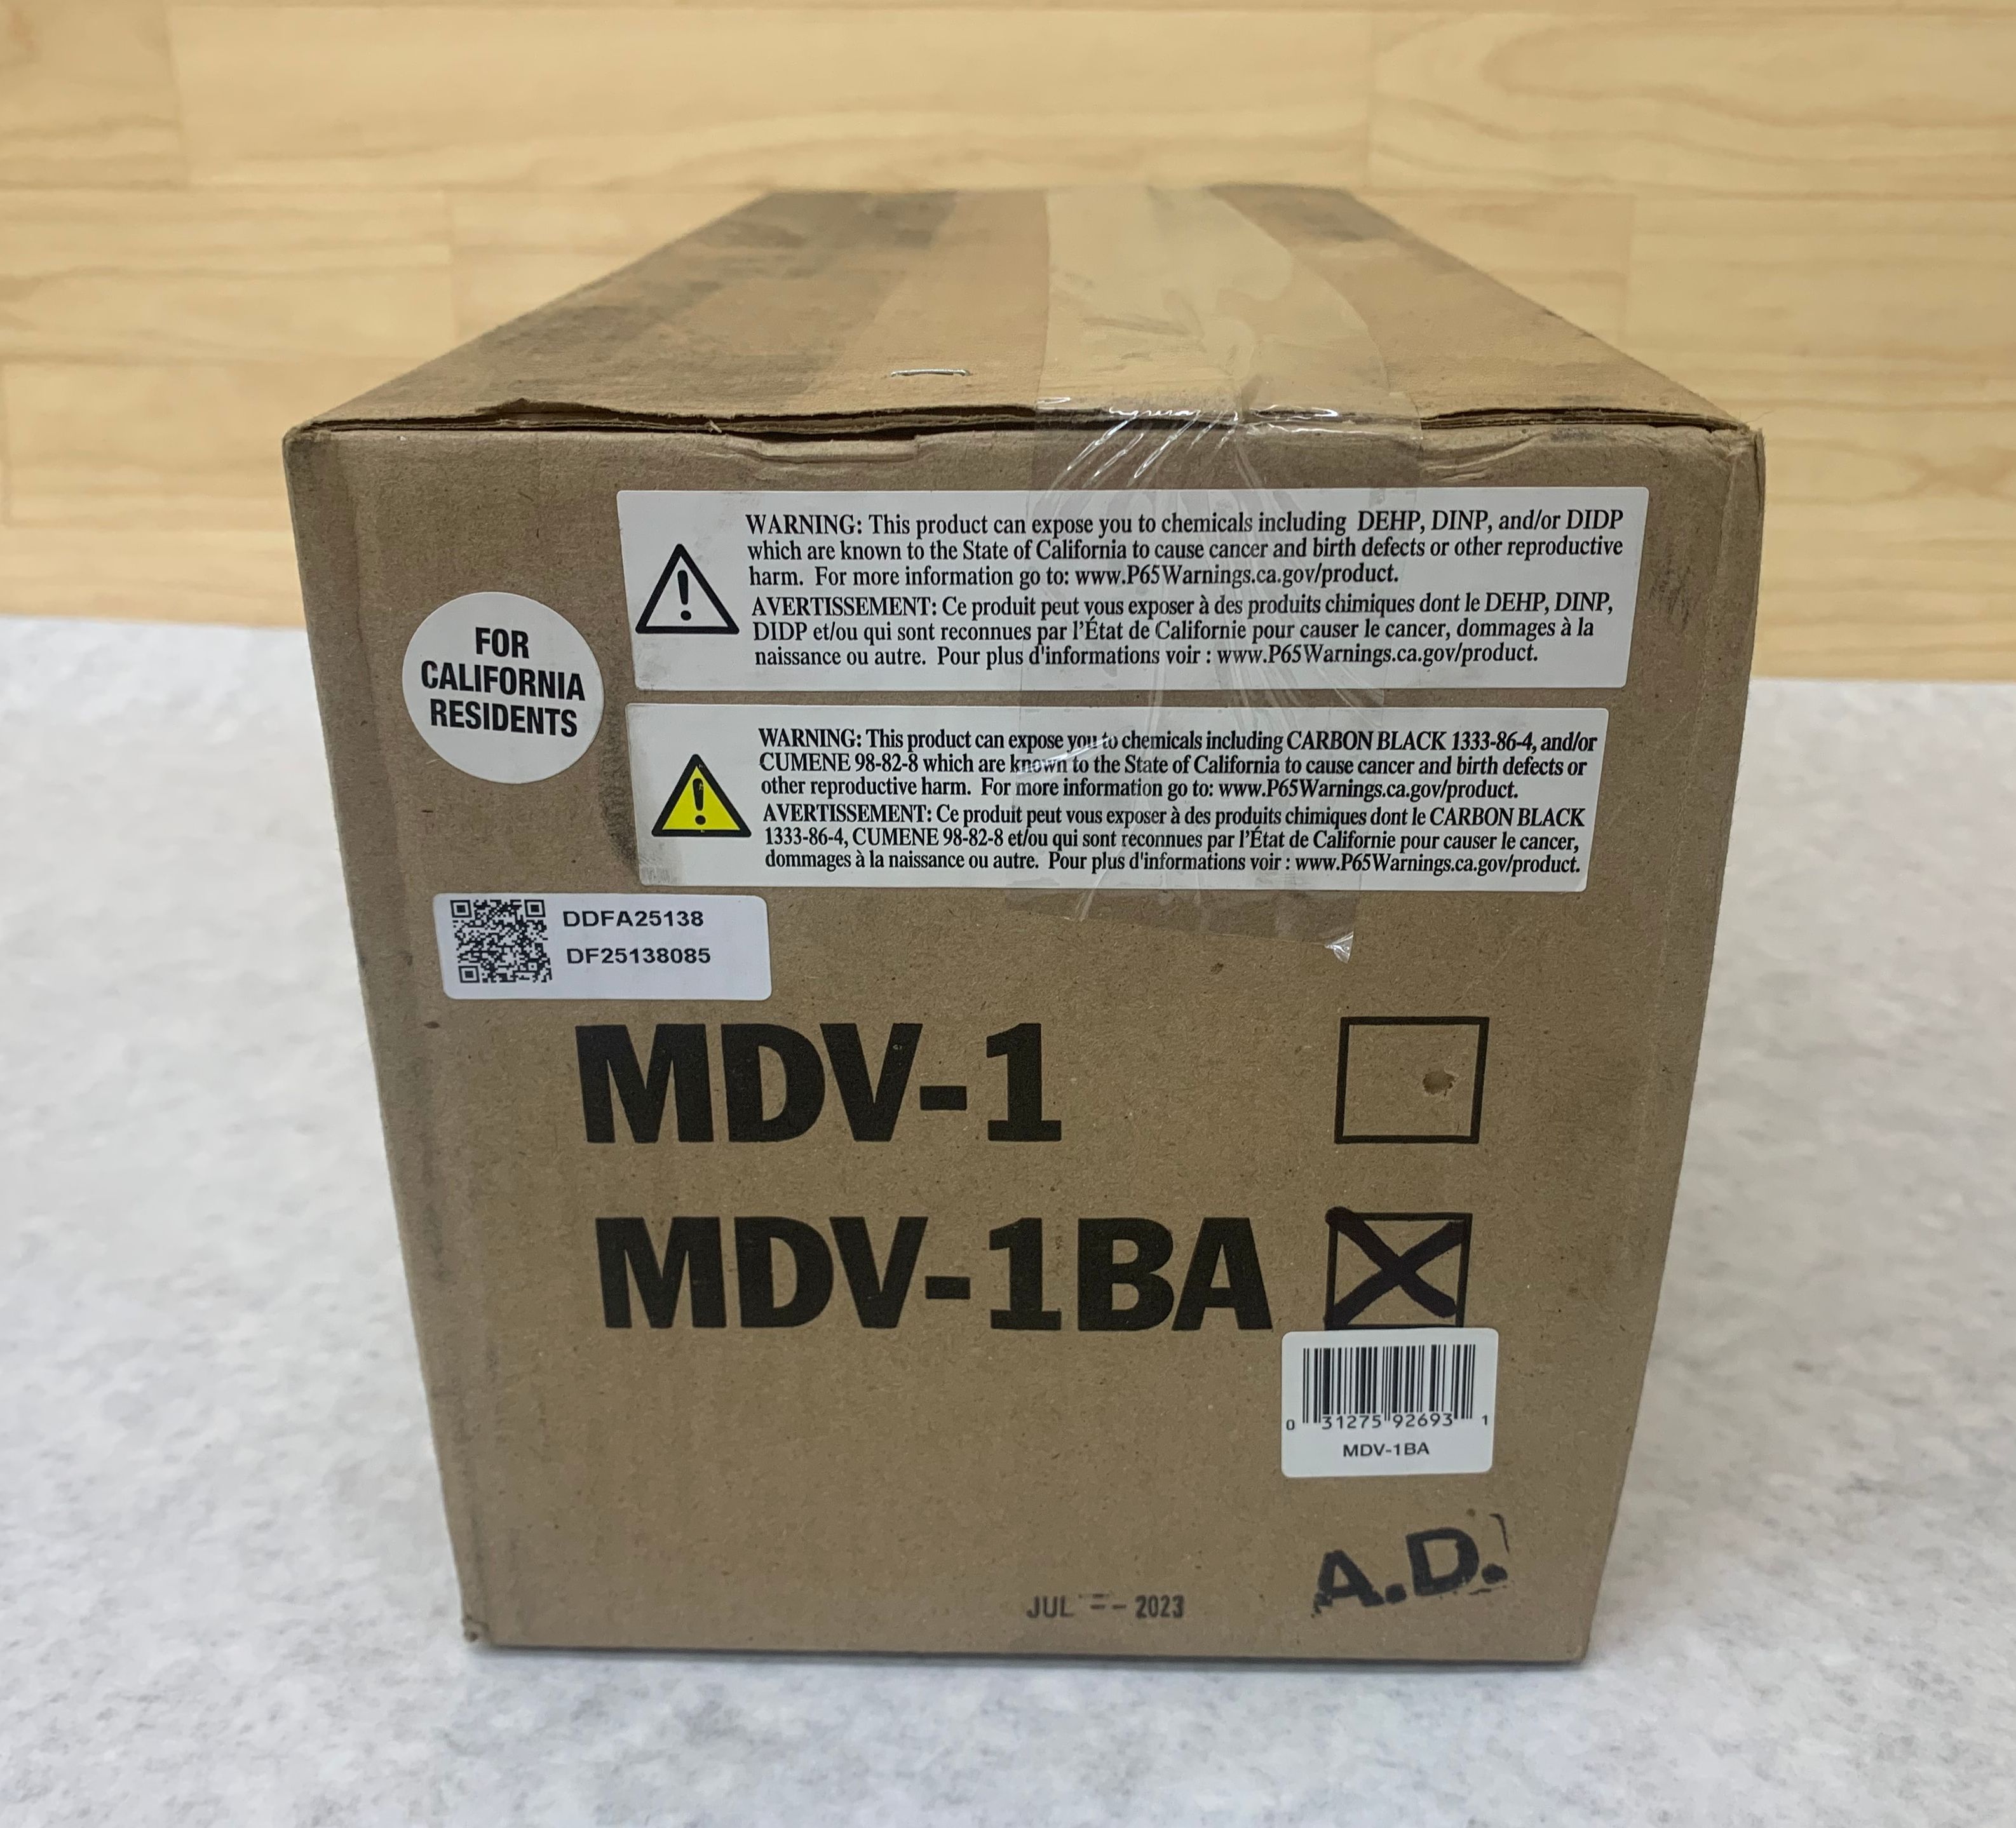 WARNING: This product can expose you to chemicals including DEHP, DINP, and/or DIDP
which are known to the State of California to cause cancer and birth defects or other reproductive
harm. For more information go to: www.P65Warnings.ca.gov/product.
AVERTISSEMENT: Ce produit peut vous exposer à des produits chimiques dont le DEHP, DINP,
DIDP et/ou qui sont reconnues par l'État de Californie pour causer le cancer, dommages à la
naissance ou autre. Pour plus d'informations voir : www.P65Warnings.ca.gov/product.
FOR
CALIFORNIA
RESIDENTS
WARNING: This product can expose you to chemicals including CARBON BLACK 1333-86-4, and/or
CUMENE 98-82-8 which are known to the State of California to cause cancer and birth defects or
other reproductive harm. For more information go to: www.P65Warnings.ca.gov/product.
AVERTISSEMENT: Ce produit peut vous exposer à des produits chimiques dont le CARBON BLACK
1333-86-4, CUMENE 98-82-8 et/ou qui sont reconnues par l'État de Californie pour causer le cancer,
dommages à la naissance ou autre. Pour plus d'informations voir : www.P65Warnings.ca.gov/product.
DDFA25138
DF25138085
MDV-1
MDV-1BA
0 31275 92693 1
MDV-1BA
A.D.
JUL -- 2023